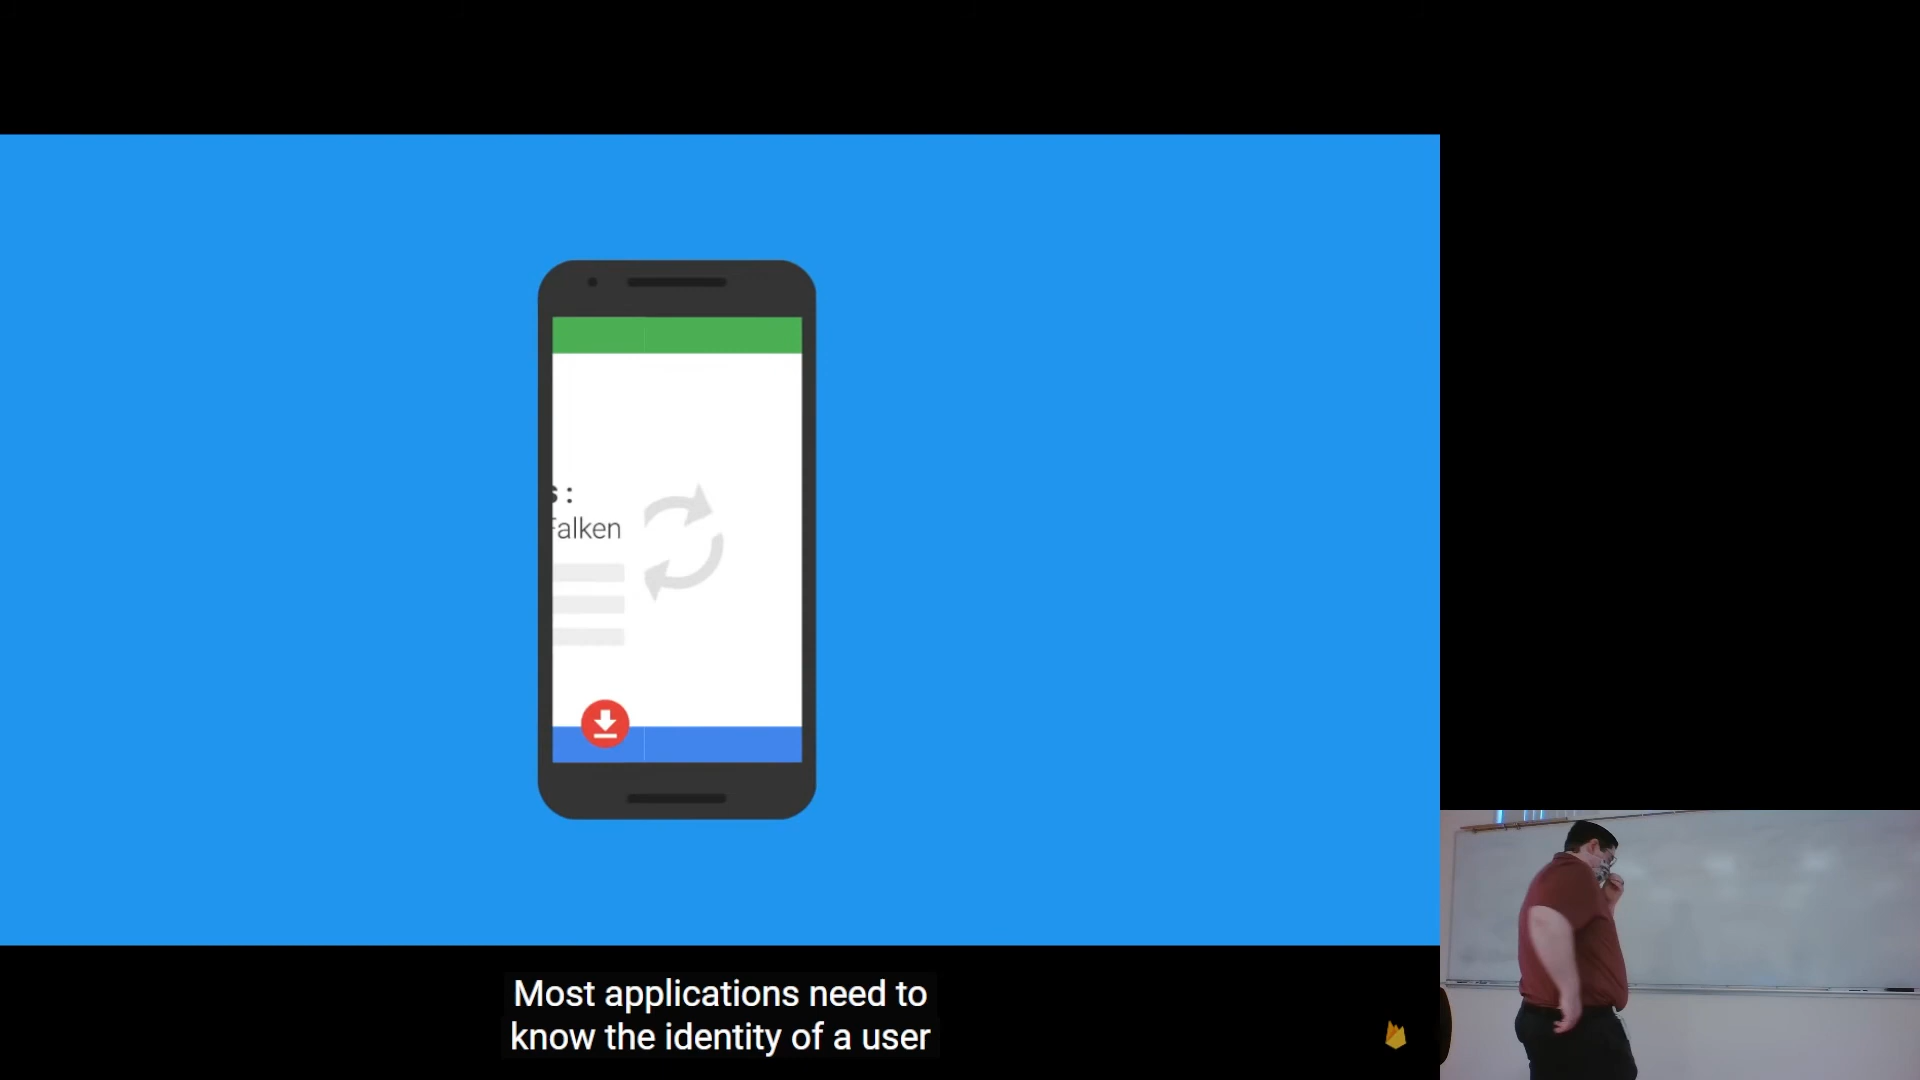 s :
Falken
Most applications need to
know the identity of a user